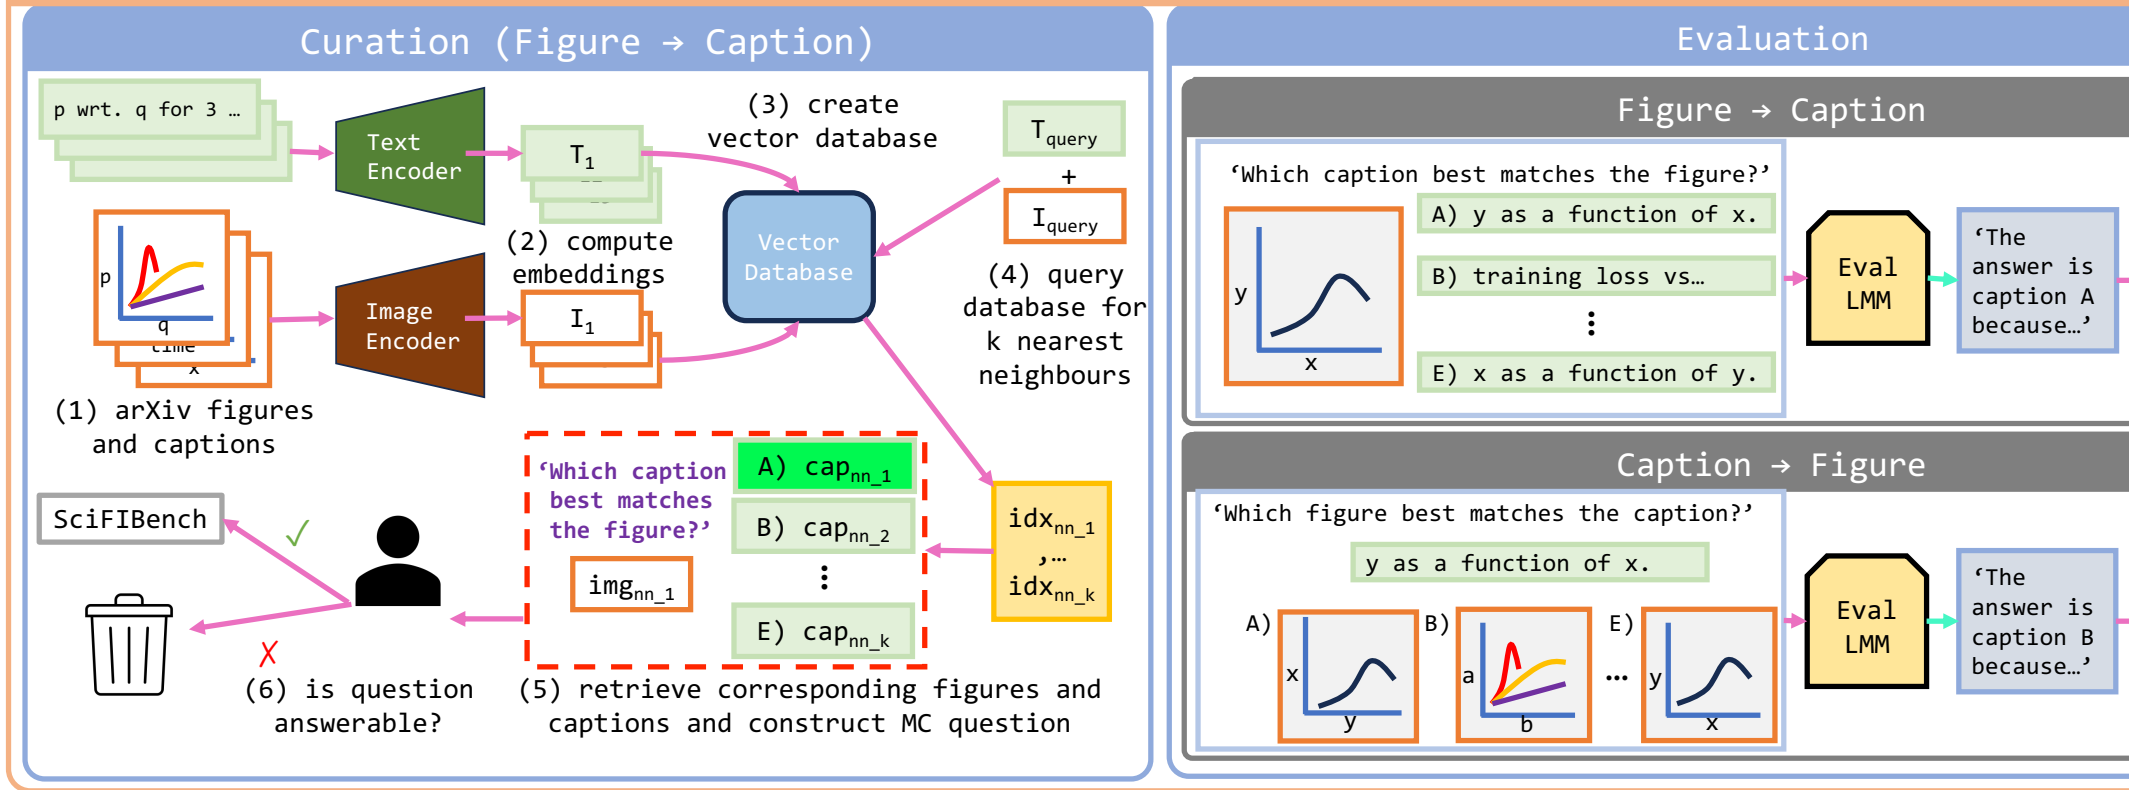 Curation (Figure → Caption)
p wrt. q for 3 …
Text
Encoder
T1
(2) compute
embeddings
p
q
time
x
Image
Encoder
I1
(1) arXiv figures
and captions
(3) create
vector database
Vector
Database
Tquery
+
Iquery
(4) query
database for
k nearest
neighbours
idxnn_1
,…
idxnn_k
‘Which caption
best matches
the figure?’
imgnn_1
A) capnn_1
B) capnn_2
⋮
E) capnn_k
(5) retrieve corresponding figures and
captions and construct MC question
SciFIBench
✓
✗
(6) is question
answerable?
Evaluation
Figure → Caption
‘Which caption best matches the figure?’
y
x
A) y as a function of x.
B) training loss vs…
⋮
E) x as a function of y.
Eval
LMM
‘The
answer is
caption A
because…’
Caption → Figure
‘Which figure best matches the caption?’
y as a function of x.
A)
x
y
B)
a
b
…
E)
y
x
Eval
LMM
‘The
answer is
caption B
because…’